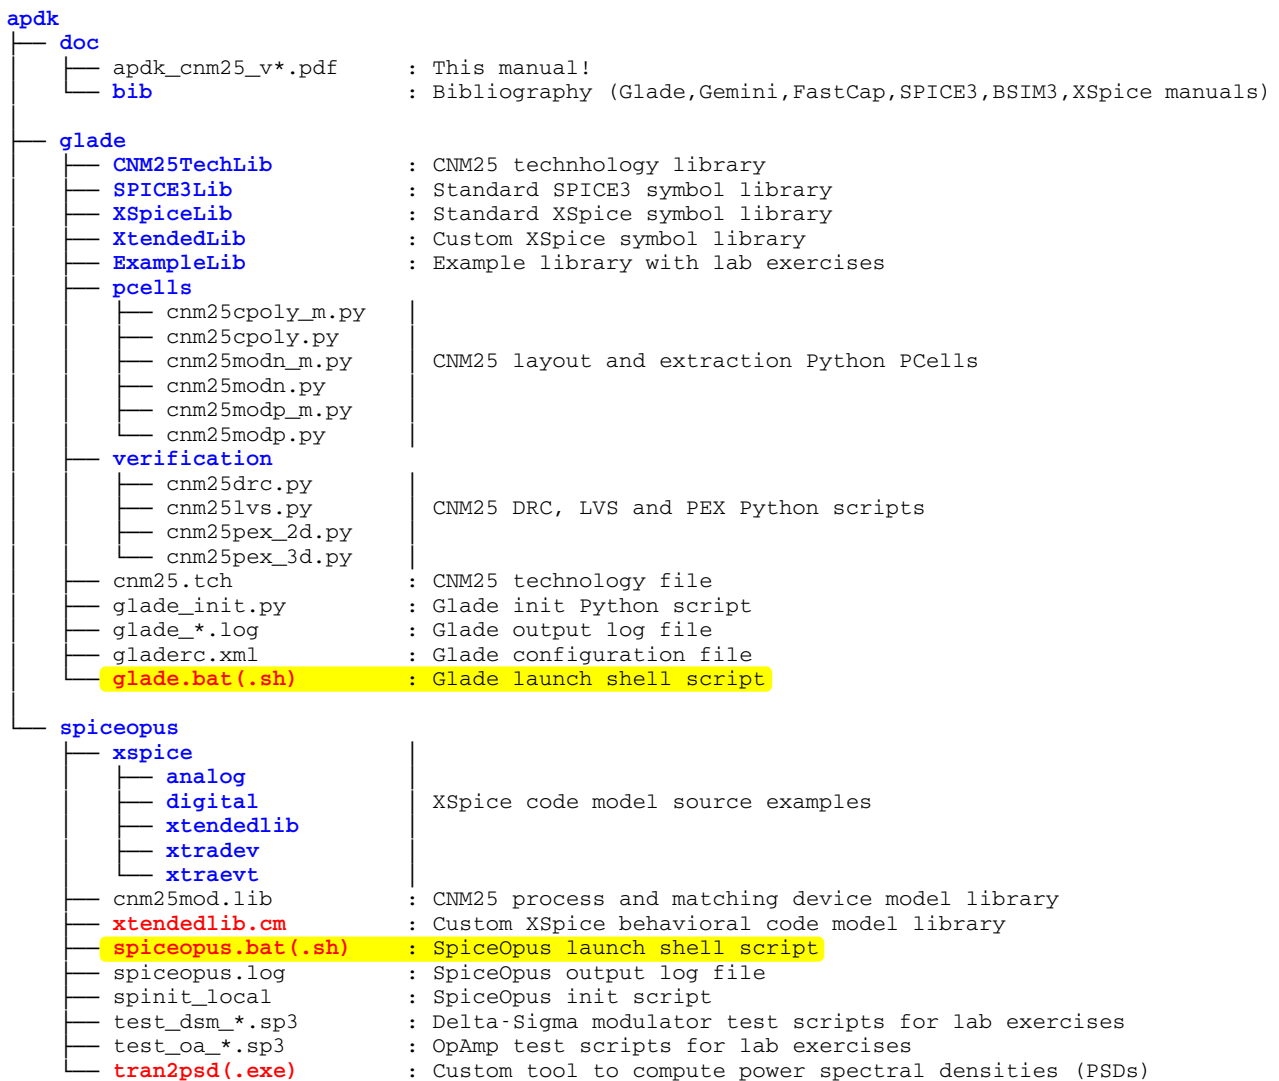 apdk
doc
apdk_cnm25_v*.pdf : This manual!
bib : Bibliography (Glade,Gemini,FastCap,SPICE3,BSIM3,XSpice manuals)
glade
CNM25TechLib : CNM25 technhology library
SPICE3Lib : Standard SPICE3 symbol library
XSpiceLib : Standard XSpice symbol library
XtendedLib : Custom XSpice symbol library
ExampleLib : Example library with lab exercises
pcells
cnm25cpoly_m.py
cnm25cpoly.py
cnm25modn_m.py CNM25 layout and extraction Python PCells
cnm25modn.py
cnm25modp_m.py
cnm25modp.py
verification
cnm25drc.py
cnm25lvs.py CNM25 DRC, LVS and PEX Python scripts
cnm25pex_2d.py
cnm25pex_3d.py
cnm25.tch : CNM25 technology file
glade_init.py : Glade init Python script
glade_*.log : Glade output log file
gladerc.xml : Glade configuration file
glade.bat(.sh) : Glade launch shell script
spiceopus
xspice
analog
digital XSpice code model source examples
xtendedlib
xtradev
xtraevt
cnm25mod.lib : CNM25 process and matching device model library
xtendedlib.cm : Custom XSpice behavioral code model library
spiceopus.bat(.sh) : SpiceOpus launch shell script
spiceopus.log : SpiceOpus output log file
spinit_local : SpiceOpus init script
test_dsm_*.sp3 : Delta-Sigma modulator test scripts for lab exercises
test_oa_*.sp3 : OpAmp test scripts for lab exercises
tran2psd(.exe) : Custom tool to compute power spectral densities (PSDs)